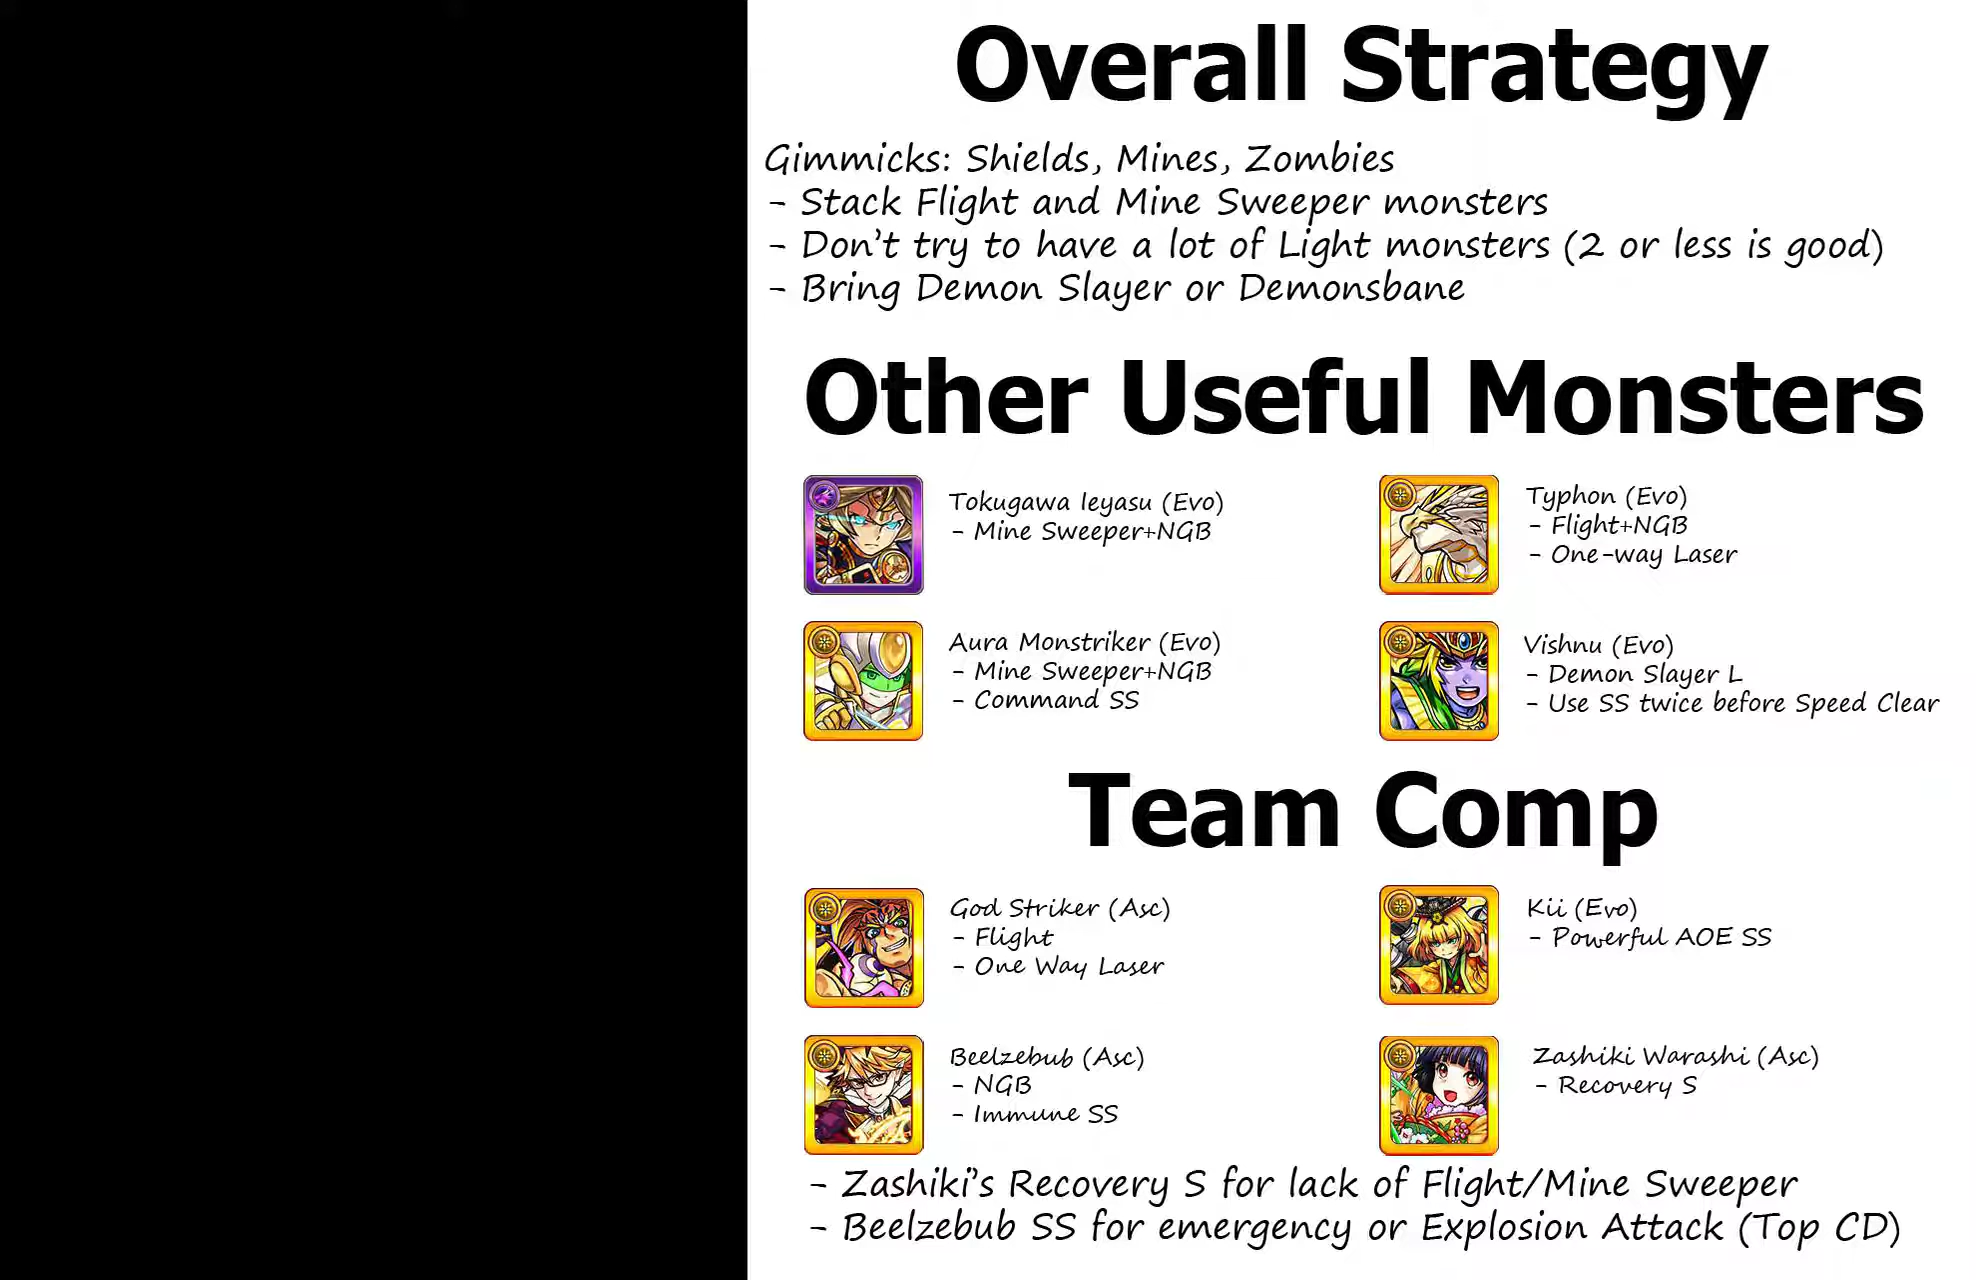 Overall Strategy
Gimmicks: Shields, Mines, Zombies
- Stack Flight and Mine Sweeper monsters
- Don't try to have a lot of Light monsters (2 or less is good)
- Bring Demon Slayer or Demonsbane
Other Useful Monsters
Tokugawa Ieyasu (Evo)
- Mine Sweeper+NGB
Typhon (Evo)
- Flight+NGB
- One-way Laser
Aura Monstriker (Evo)
- Mine Sweeper+NGB
- Command SS
Vishnu (Evo)
- Demon Slayer L
- Use SS twice before Speed Clear
Team Comp
God Striker (Asc)
- Flight
- One Way Laser
Kii (Evo)
- Powerful AOE SS
Beelzebub (Asc)
- NGB
- Immune SS
Zashiki Warashi (Asc)
- Recovery S
- Zashiki's Recovery S for lack of Flight/Mine Sweeper
- Beelzebub SS for emergency or Explosion Attack (Top CD)